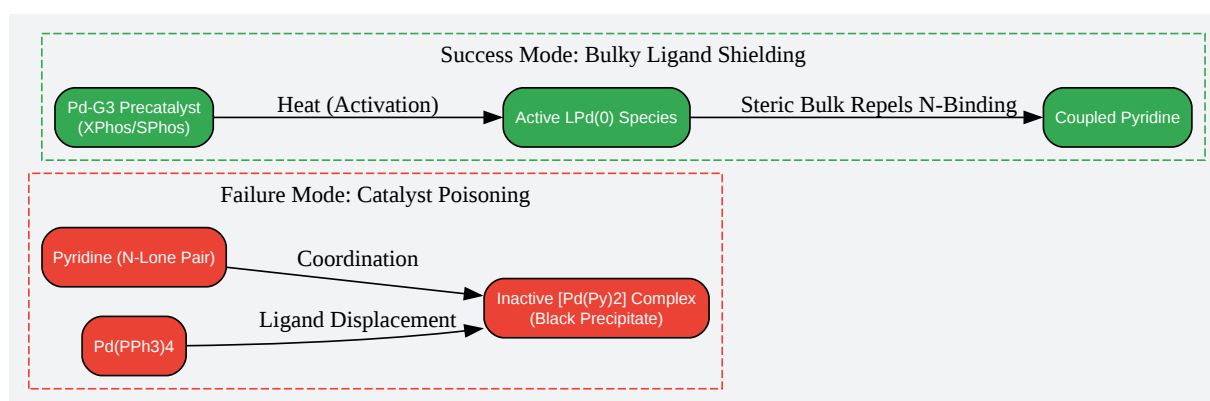 Success Mode: Bulky Ligand Shielding
Pd-G3 Precatalyst
(XPhos/SPhos)
Heat (Activation)
Active LPd(0) Species
Steric Bulk Repels N-Binding
Coupled Pyridine
Failure Mode: Catalyst Poisoning
Pyridine (N-Lone Pair)
Coordination
Ligand Displacement
Pd(PPh3)4
Inactive [Pd(Py)2] Complex
(Black Precipitate)